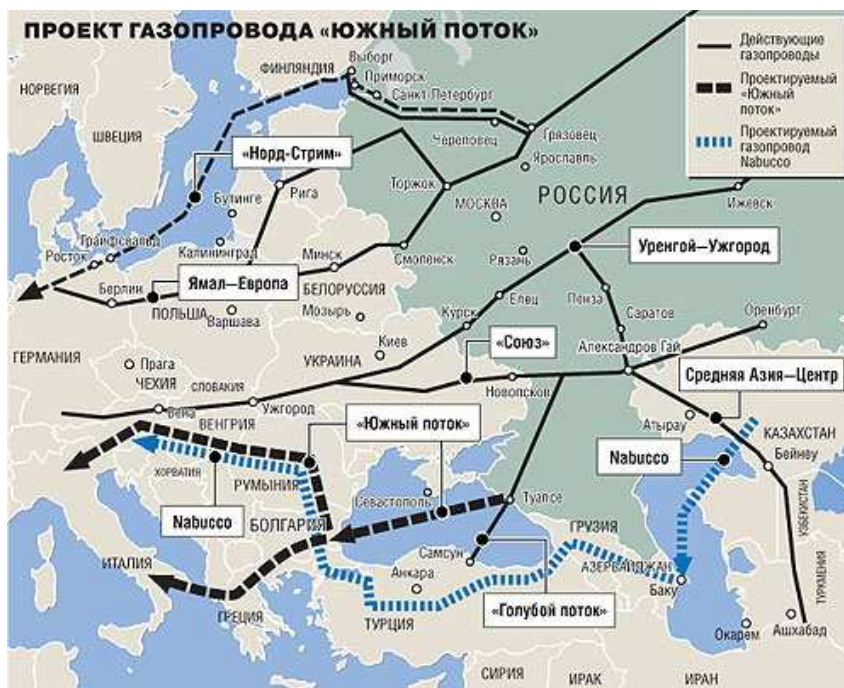 ПРОЕКТ ГАЗОПРОВОДА «ЮЖНЫЙ ПОТОК»
Действующие
газопроводы
Проектируемый
«Южный
поток»
Проектируемый
газопровод
Nabucco
НОРВЕГИЯ
ШВЕЦИЯ
ФИНЛЯНДИЯ
Выборг
Приморск
Санкт-Петербург
Череповец
Грязовец
Ярославль
«Норд-Стрим»
Рига
Бутинге
Торжок
МОСКВА
РОССИЯ
Ижевск
Грайфсвальд
Росток
Калининград
Минск
Смоленск
Рязань
Уренгой—Ужгород
Берлин
Ямал—Европа
ПОЛЬША
Варшава
БЕЛОРУССИЯ
Мозырь
Курск
Елец
Пенза
Саратов
Оренбург
ГЕРМАНИЯ
Прага
ЧЕХИЯ
СЛОВАКИЯ
УКРАИНА
Киев
«Союз»
Новопсков
Александров Гай
Средняя Азия—Центр
Вена
ВЕНГРИЯ
Ужгород
«Южный поток»
Атырау
КАЗАХСТАН
Бейнеу
Nabucco
ХОРВАТИЯ
РУМЫНИЯ
Севастополь
Туапсе
Nabucco
БОЛГАРИЯ
ГРУЗИЯ
УЗБЕКИСТАН
ИТАЛИЯ
Самсун
Анкара
АЗЕРБАЙДЖАН
Баку
ТУРКМЕНИЯ
ГРЕЦИЯ
ТУРЦИЯ
«Голубой поток»
Окарем
Ашхабад
СИРИЯ
ИРАК
ИРАН